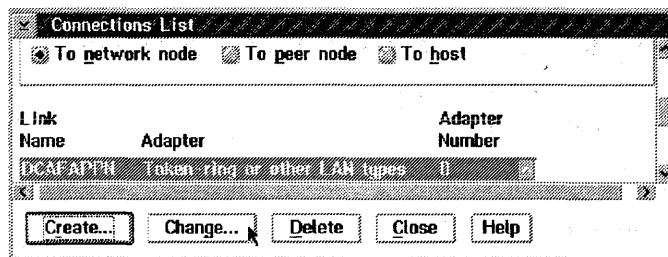 Connections List
To network node To peer node To host
Link Adapter
Name Adapter Number
DCAFAPPN Token-ring or other LAN types 0
Create... Change... Delete Close Help